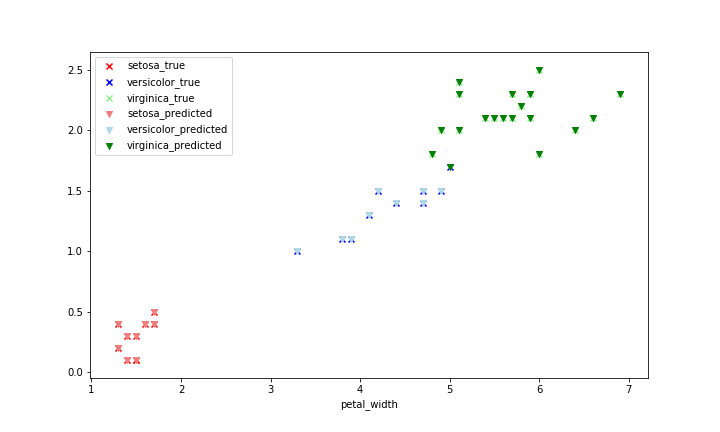 setosa_true
versicolor_true
virginica_true
setosa_predicted
versicolor_predicted
virginica_predicted
2.5
2.0
1.5
1.0
0.5
0.0
1 2 3 4 5 6 7
petal_width